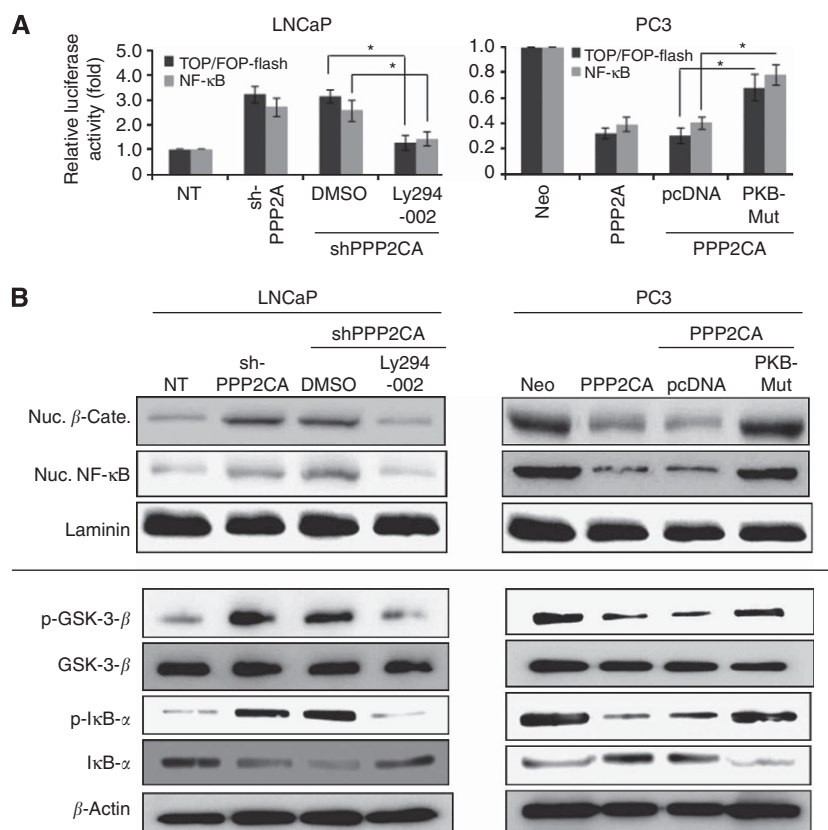 A
LNCaP
PC3
Relative luciferase
activity (fold)
5.0
4.0
3.0
2.0
1.0
0
TOP/FOP-flash
NF-κB
*
*
NT
sh-
PPP2A
DMSO
Ly294
-002
shPPP2CA
1.0
0.8
0.6
0.4
0.2
0
TOP/FOP-flash
NF-κB
*
*
Neo
PPP2A
pcDNA
PKB-
Mut
PPP2CA
B
LNCaP
PC3
shPPP2CA
PPP2CA
NT
sh-
PPP2CA
DMSO
Ly294
-002
Neo
PPP2CA
pcDNA
PKB-
Mut
Nuc. β-Cate.
Nuc. NF-κB
Laminin
p-GSK-3-β
GSK-3-β
p-IκB-α
IκB-α
β-Actin